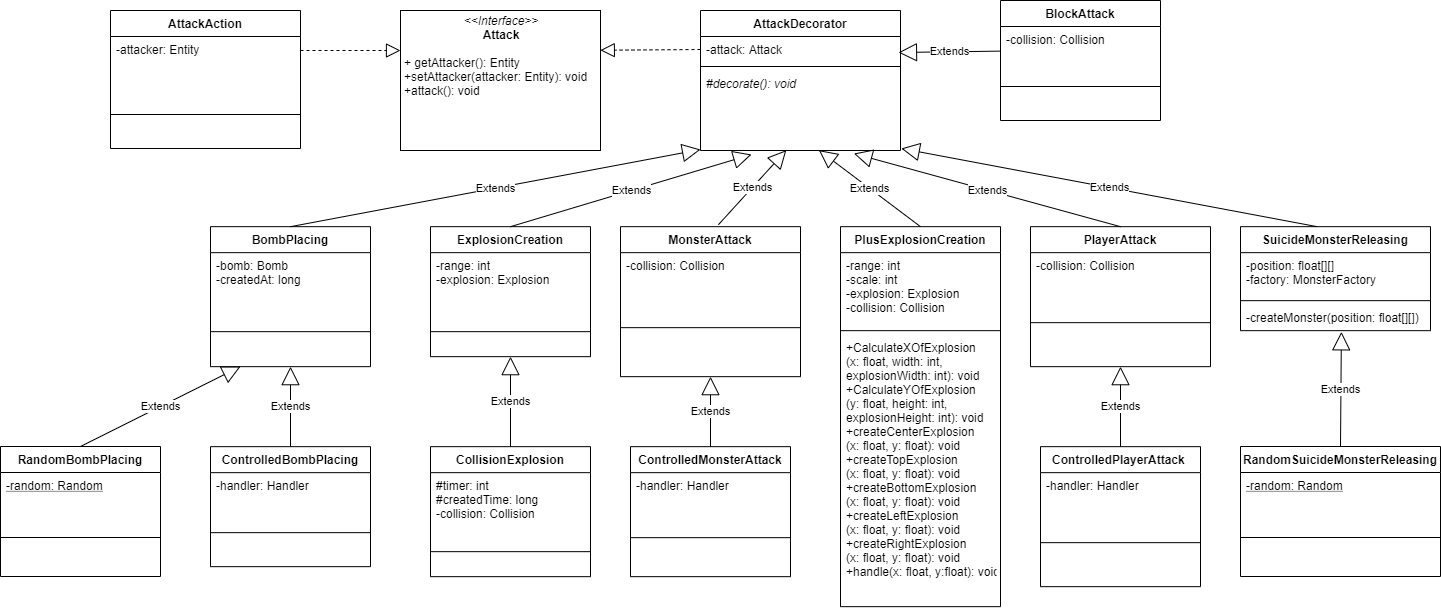 AttackAction
-attacker: Entity
<<Interface>>
Attack
+ getAttacker(): Entity
+setAttacker(attacker: Entity): void
+attack(): void
AttackDecorator
-attack: Attack
#decorate(): void
Extends
BlockAttack
-collision: Collision
Extends
Extends
Extends
Extends
Extends
Extends
BombPlacing
-bomb: Bomb
-createdAt: long
ExplosionCreation
-range: int
-explosion: Explosion
MonsterAttack
-collision: Collision
PlusExplosionCreation
-range: int
-scale: int
-explosion: Explosion
-collision: Collision
+CalculateXOfExplosion
(x: float, width: int,
explosionWidth: int): void
+CalculateYOfExplosion
(y: float, height: int,
explosionHeight: int): void
+createCenterExplosion
(x: float, y: float): void
+createTopExplosion
(x: float, y: float): void
+createBottomExplosion
(x: float, y: float): void
+createLeftExplosion
(x: float, y: float): void
+createRightExplosion
(x: float, y: float): void
+handle(x: float, y:float): voic
PlayerAttack
-collision: Collision
SuicideMonsterReleasing
-position: float[][]
-factory: MonsterFactory
-createMonster(position: float[][])
Extends
Extends
Extends
Extends
Extends
Extends
RandomBombPlacing
-random: Random
ControlledBombPlacing
-handler: Handler
CollisionExplosion
#timer: int
#createdTime: long
-collision: Collision
ControlledMonsterAttack
-handler: Handler
ControlledPlayerAttack
-handler: Handler
RandomSuicideMonsterReleasing
-random: Random